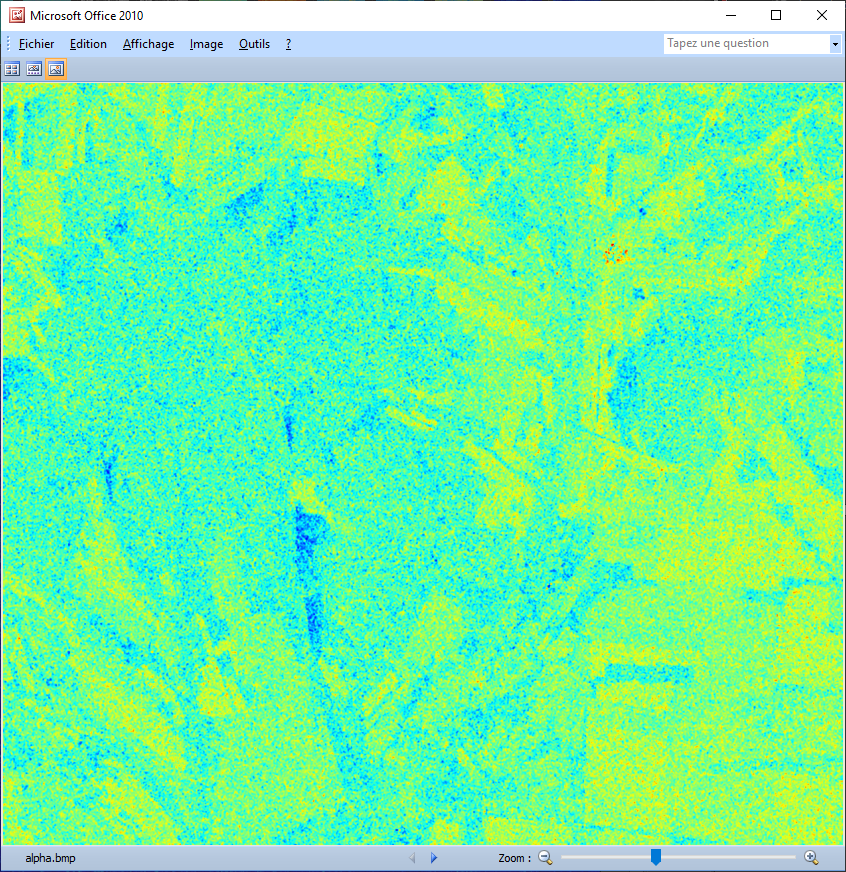 Microsoft Office 2010
Fichier Edition Affichage Image Outils ? Tapez une question
alpha.bmp Zoom :